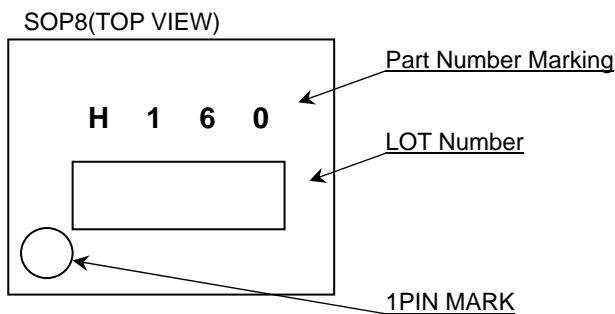 SOP8(TOP VIEW)
Part Number Marking
H 1 6 0
LOT Number
1PIN MARK